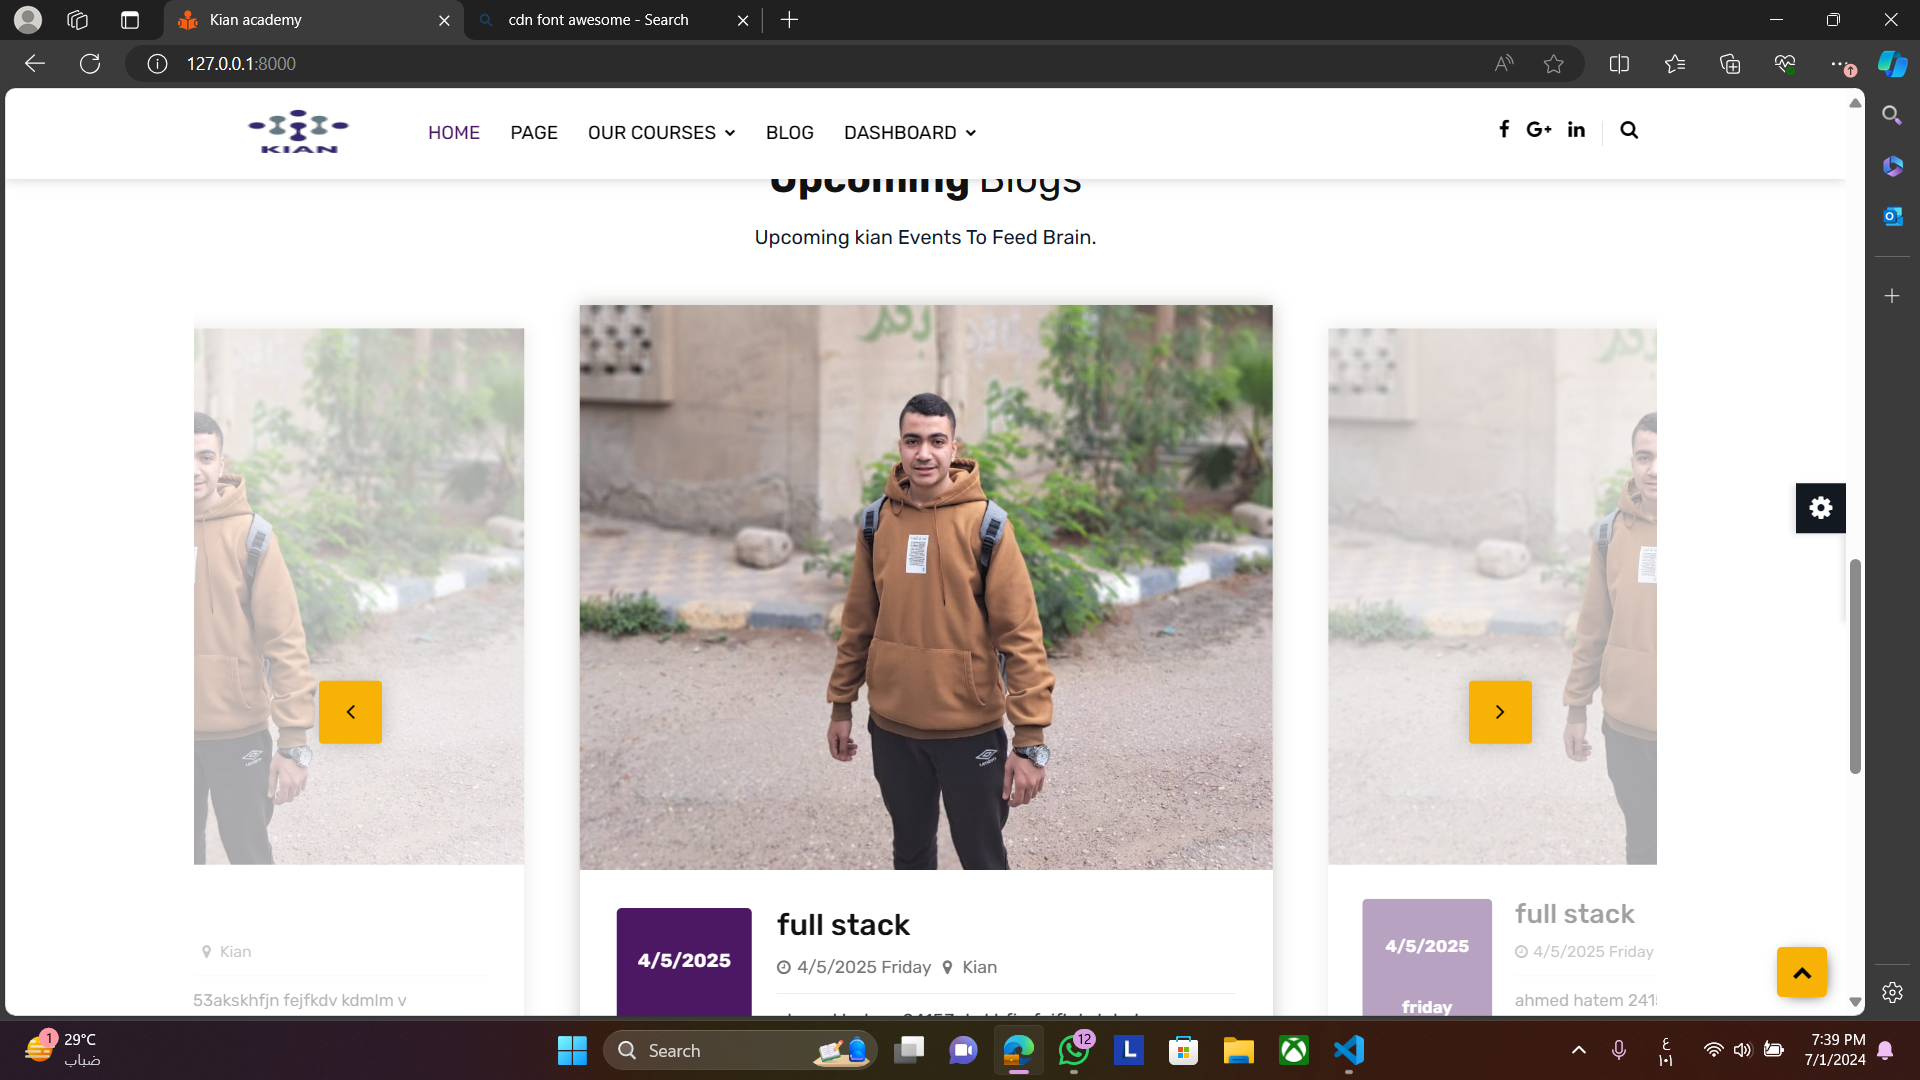 Kian academy
cdn font awesome - Search
127.0.0.1:8000
KIAN
HOME
PAGE
OUR COURSES
BLOG
DASHBOARD
G+
in
Upcoming Blogs
Upcoming kian Events To Feed Brain.
Kian
53akskhfjn fejfkdv kdmlm v
4/5/2025
full stack
4/5/2025 Friday
Kian
4/5/2025
friday
full stack
4/5/2025 Friday
ahmed hatem 2415
1
29°C
ضباب
Search
12
L
ع
7:39 PM
7/1/2024